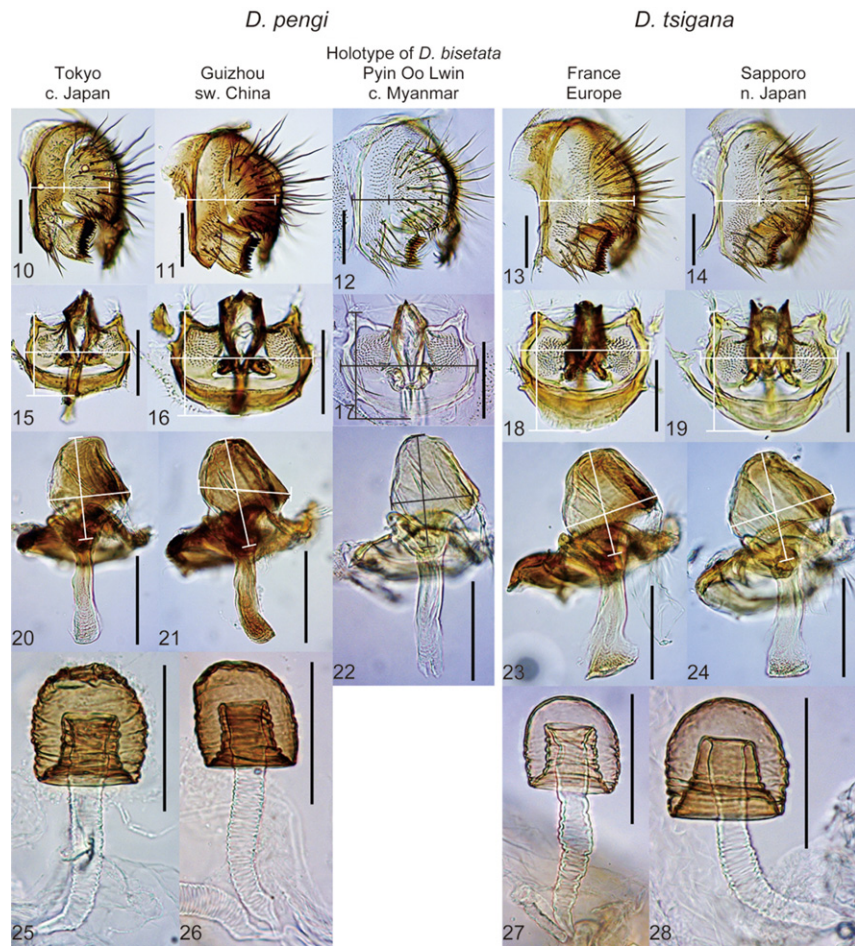 D. pengi
D. tsigana
Tokyo
c. Japan
Guizhou
sw. China
Holotype of D. bisetata
Pyin Oo Lwin
c. Myanmar
France
Europe
Sapporo
n. Japan
10
11
12
13
14
15
16
17
18
19
20
21
22
23
24
25
26
27
28